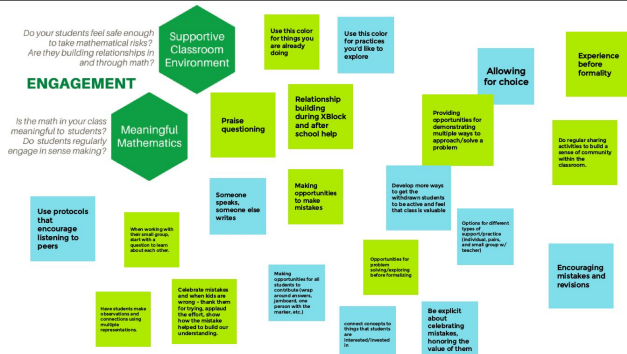 Do your students feel safe enough
to take mathematical risks?
Are they building relationships in
and through math?
Supportive
Classroom
Environment
ENGAGEMENT
Is the math in your class
meaningful to students?
Do students regularly
engage in sense making?
Meaningful
Mathematics
Use this color
for things you
are already
doing
Use this color
for practices
you'd like to
explore
Allowing
for choice
Experience
before
formality
Praise
questioning
Relationship
building
during XBlock
and after
school help
Providing
opportunities for
demonstrating
multiple ways to
approach/solve a
problem
Do regular sharing
activities to build a
sense of community
within the
classroom.
Use protocols
that
encourage
listening to
peers
When working with
their small group,
start with a
question to learn
about each other.
Someone
speaks,
someone else
writes
Making
opportunities
to make
mistakes
Develop more ways
to get the
withdrawn students
to be active and feel
that class is valuable
Options for different
types of
support/practice
(individual, pairs,
and small group w/
teacher)
Opportunities for
problem
solving/exploring
before formalizing
Encouraging
mistakes and
revisions
Have students make
observations and
connections using
multiple
representations.
Celebrate mistakes
and when kids are
wrong - thank them
for trying, applaud
the effort, show
how the mistake
helped to build our
understanding.
Making
opportunities for all
students to
contribute(wrap
around answers,
jamboard, one
person with the
marker, etc.)
connect concepts to
things that students
are
interested/invested
in
Be explicit
about
celebrating
mistakes,
honoring the
value of them